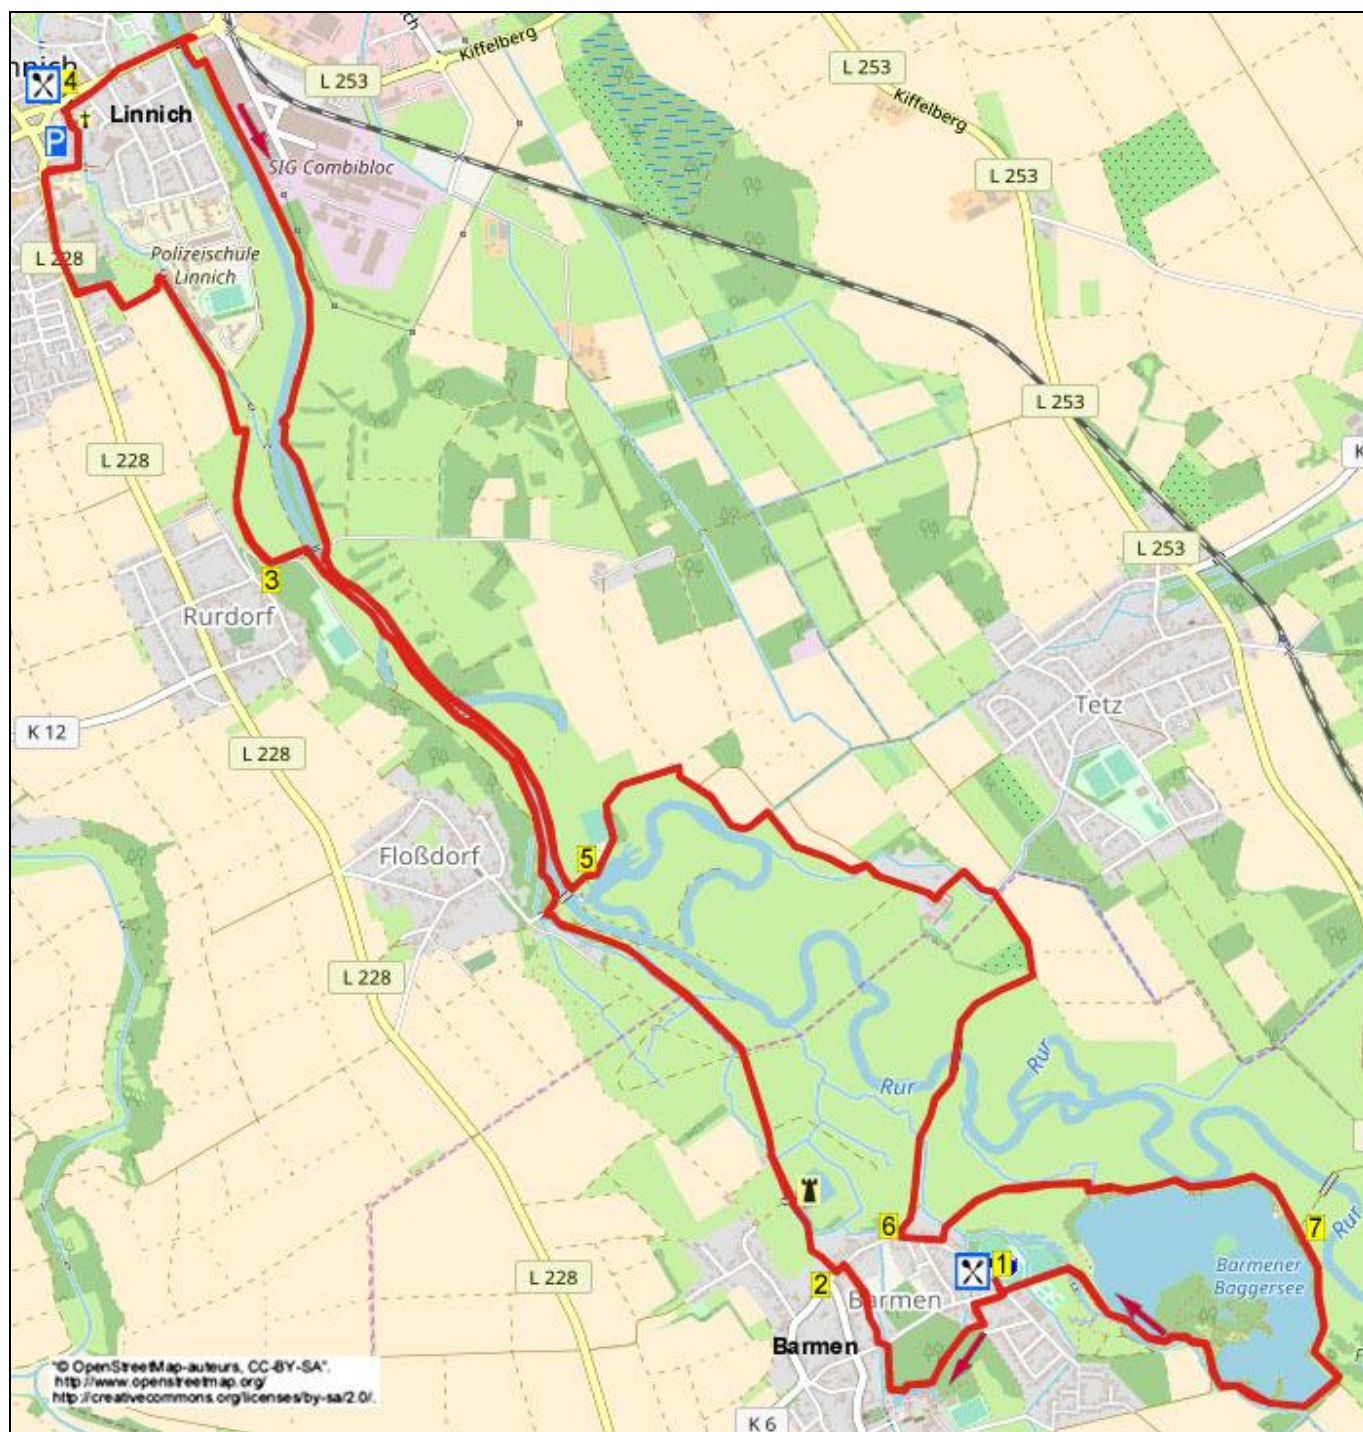 Kiffelberg
L 253
L 253
Kiffelberg
4
Linnich
P
SIG Combibloc
L 253
L 228
Polizeischule
Linnich
L 253
L 228
K
L 253
3
Rurdorf
Tetz
K 12
L 228
Floßdorf
5
L 228
Rur
Rur
6
7
Rur
1
2
Barmener
Baggersee
L 228
Barmen
Barmen
"© OpenStreetMap-auteurs, CC-BY-SA".
http://www.openstreetmap.org/
http://creativecommons.org/licenses/by-sa/2.0/.
K 6